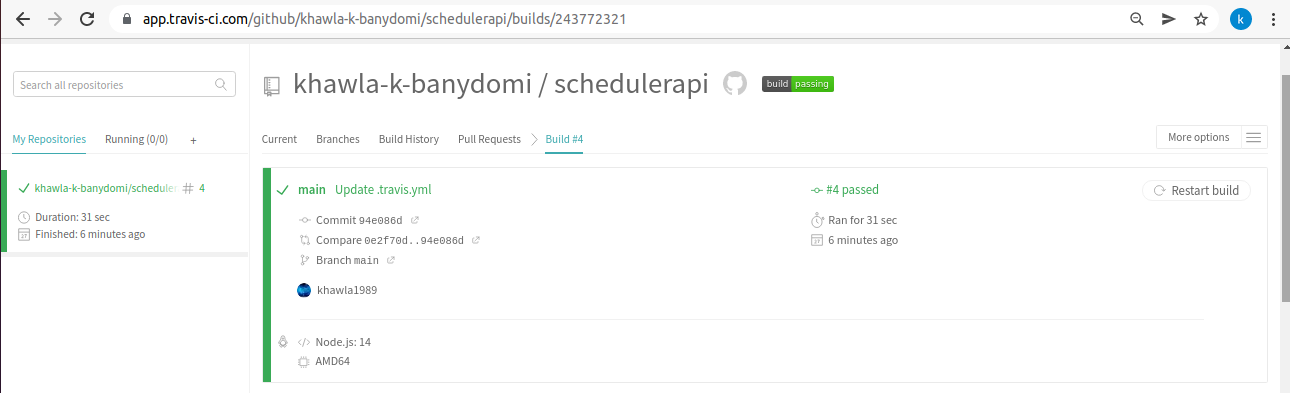 app.travis-ci.com/github/khawla-k-banydomi/schedulerapi/builds/243772321
k
Search all repositories
khawla-k-banydomi / schedulerapi
build passing
My Repositories Running (0/0) +
Current Branches Build History Pull Requests Build #4
More options
khawla-k-banydomi/scheduler # 4
Duration: 31 sec
Finished: 6 minutes ago
main Update .travis.yml
#4 passed
Restart build
Commit 94e086d
Ran for 31 sec
Compare 0e2f70d..94e086d
6 minutes ago
Branch main
khawla1989
Node.js: 14
AMD64